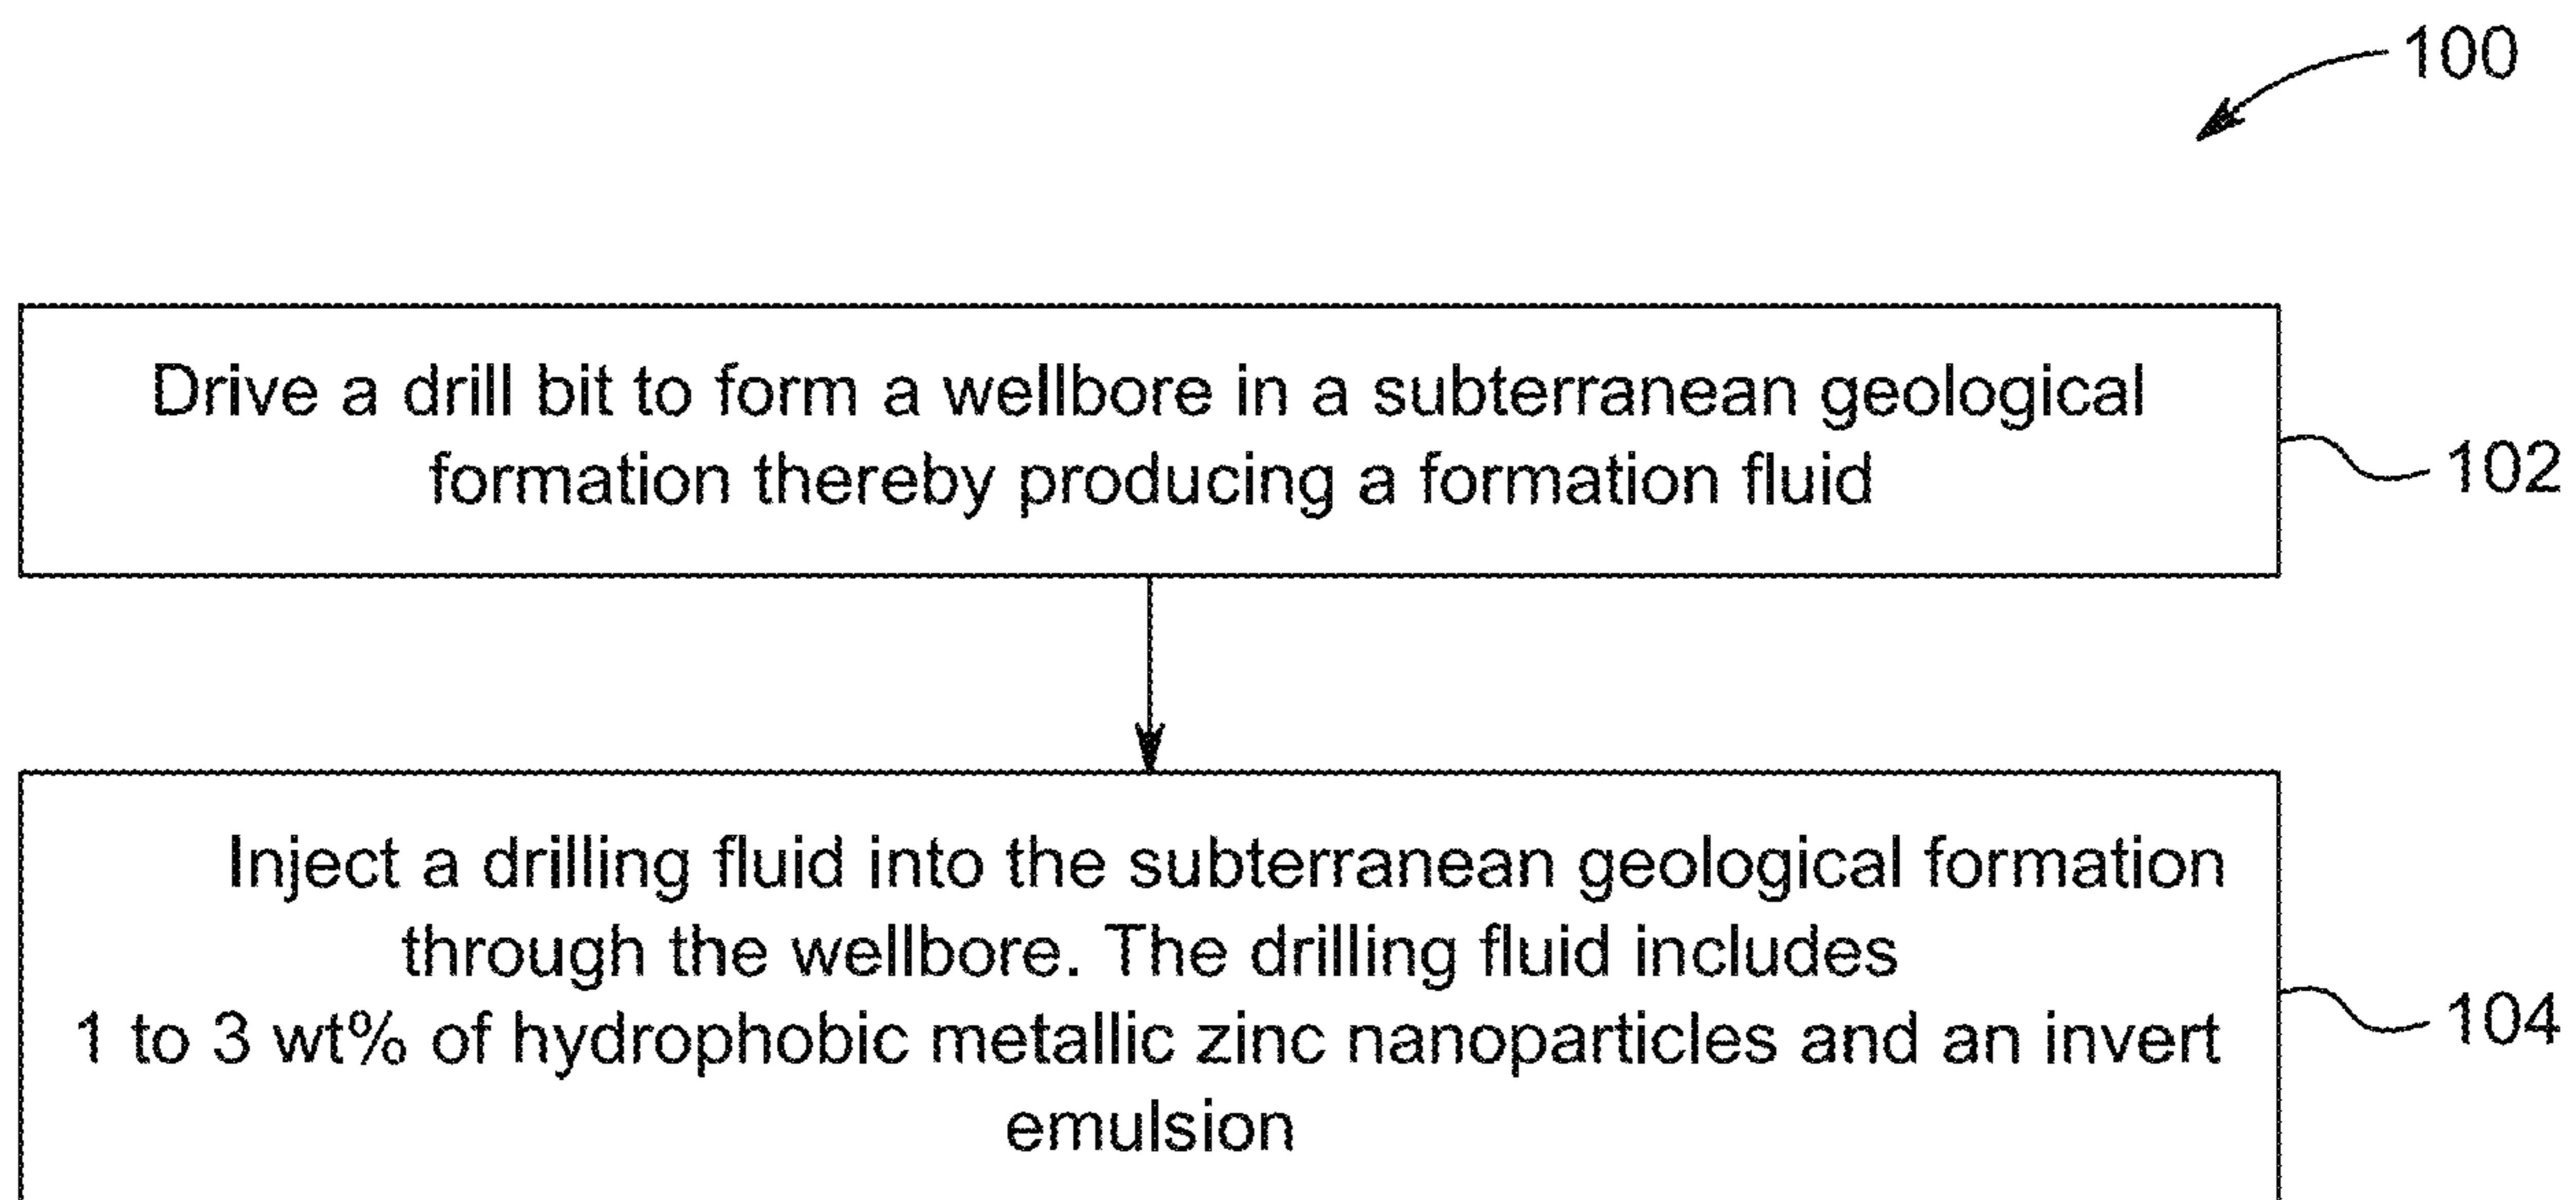 100
Drive a drill bit to form a wellbore in a subterranean geological
formation thereby producing a formation fluid
102
Inject a drilling fluid into the subterranean geological formation
through the wellbore. The drilling fluid includes
1 to 3 wt% of hydrophobic metallic zinc nanoparticles and an invert
emulsion
104